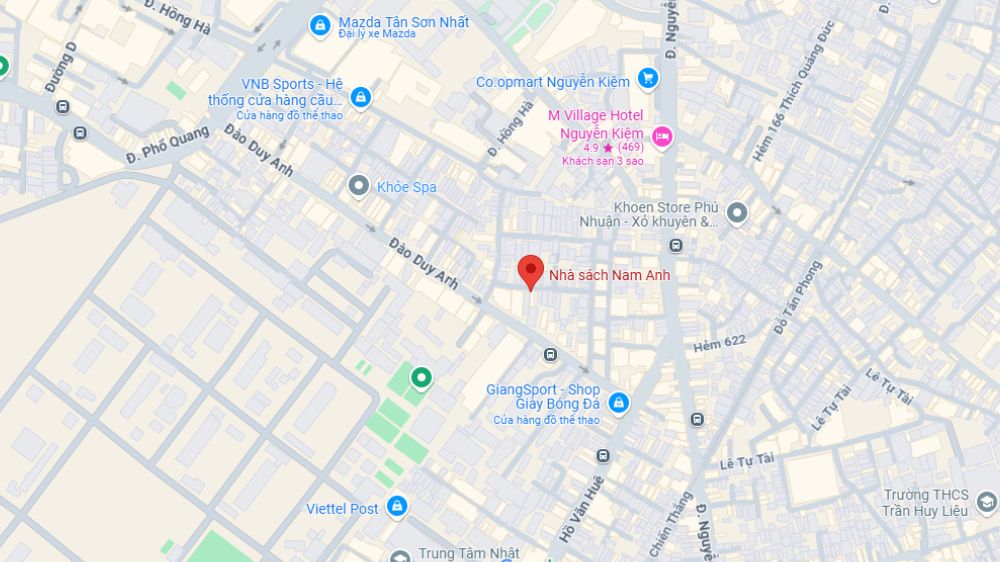 Đ. Hồng Hà
Mazda Tân Sơn Nhất
Đại lý xe Mazda
Đ. Nguyễn
Đường D
VNB Sports - Hệ
thống cửa hàng cầu...
Cửa hàng đồ thể thao
Co.opmart Nguyễn Kiệm
Hẻm 166 Thích Quảng Đức
M Village Hotel
Nguyễn Kiệm
4.9 ★ (469)
Khách sạn 3 sao
Đ. Hồng Hà
Đ. Phổ Quang
Đào Duy Anh
Khỏe Spa
Khoen Store Phú
Nhuận - Xỏ khuyên &...
Đào Duy Anh
Nhà sách Nam Anh
Đỗ Tấn Phong
Hẻm 622
GiangSport - Shop
Giày Bóng Đá
Cửa hàng đồ thể thao
Lê Tự Tài
Lê Tự Tài
Lê Tự Tài
Viettel Post
Hồ Văn Huê
Chiến Thắng
Đ. Nguyễ
Trường THCS
Trần Huy Liệu
Trung Tâm Nhật